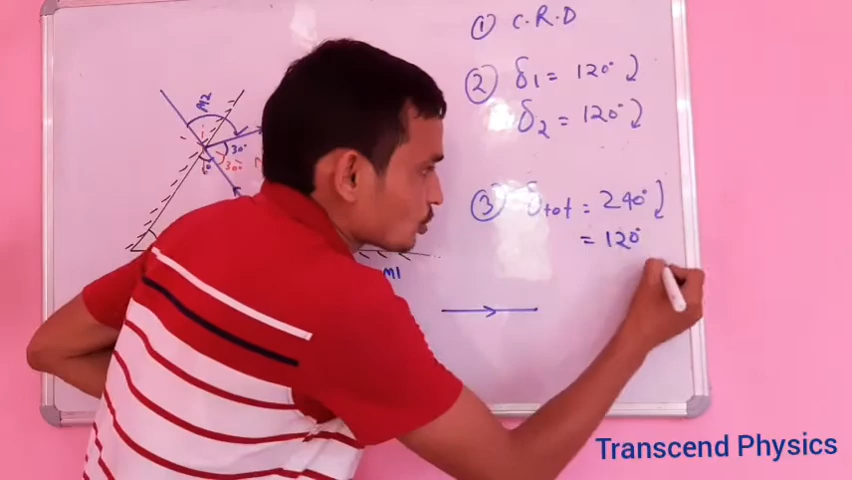 ① C.R.D
② δ₁ = 120°
δ₂ = 120°
③ δtot = 240°
= 120°
M2
30°
30°
M1
Transcend Physics